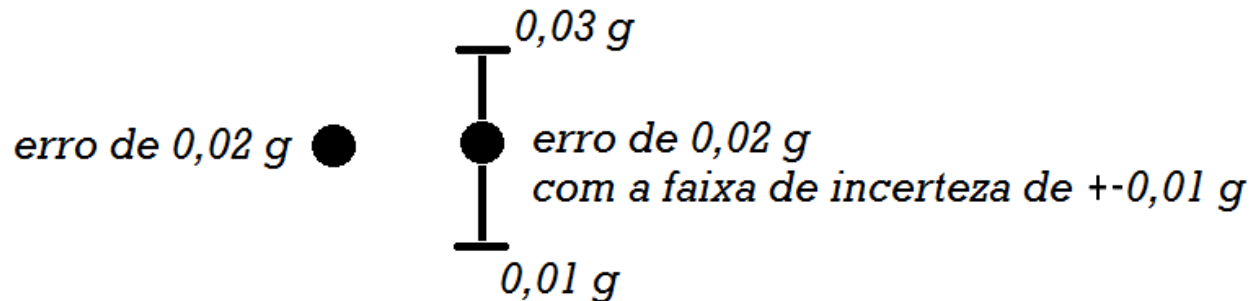 0,03 g
erro de 0,02 g
erro de 0,02 g
com a faixa de incerteza de +-0,01 g
0,01 g